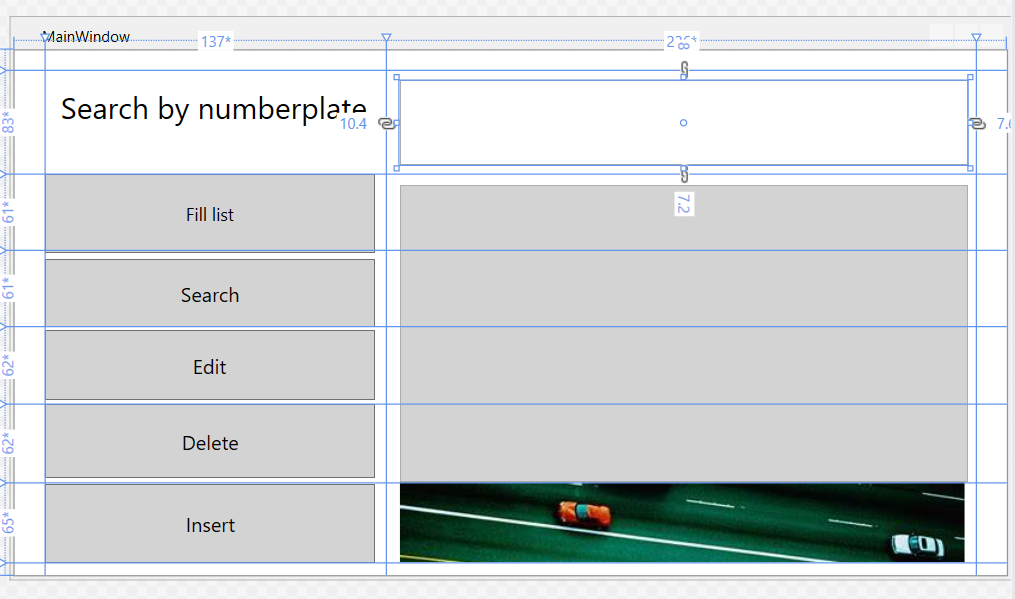 MainWindow
137*
8
Search by numberplate
10.4
83*
7.2
61*
Fill list
61*
Search
62*
Edit
62*
Delete
65*
Insert